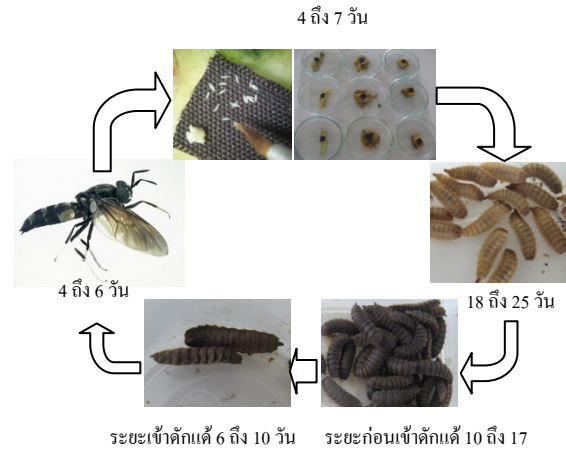 4 ถึง 7 วัน
4 ถึง 6 วัน
18 ถึง 25 วัน
ระยะเข้าดักแด้ 6 ถึง 10 วัน
ระยะก่อนเข้าดักแด้ 10 ถึง 17